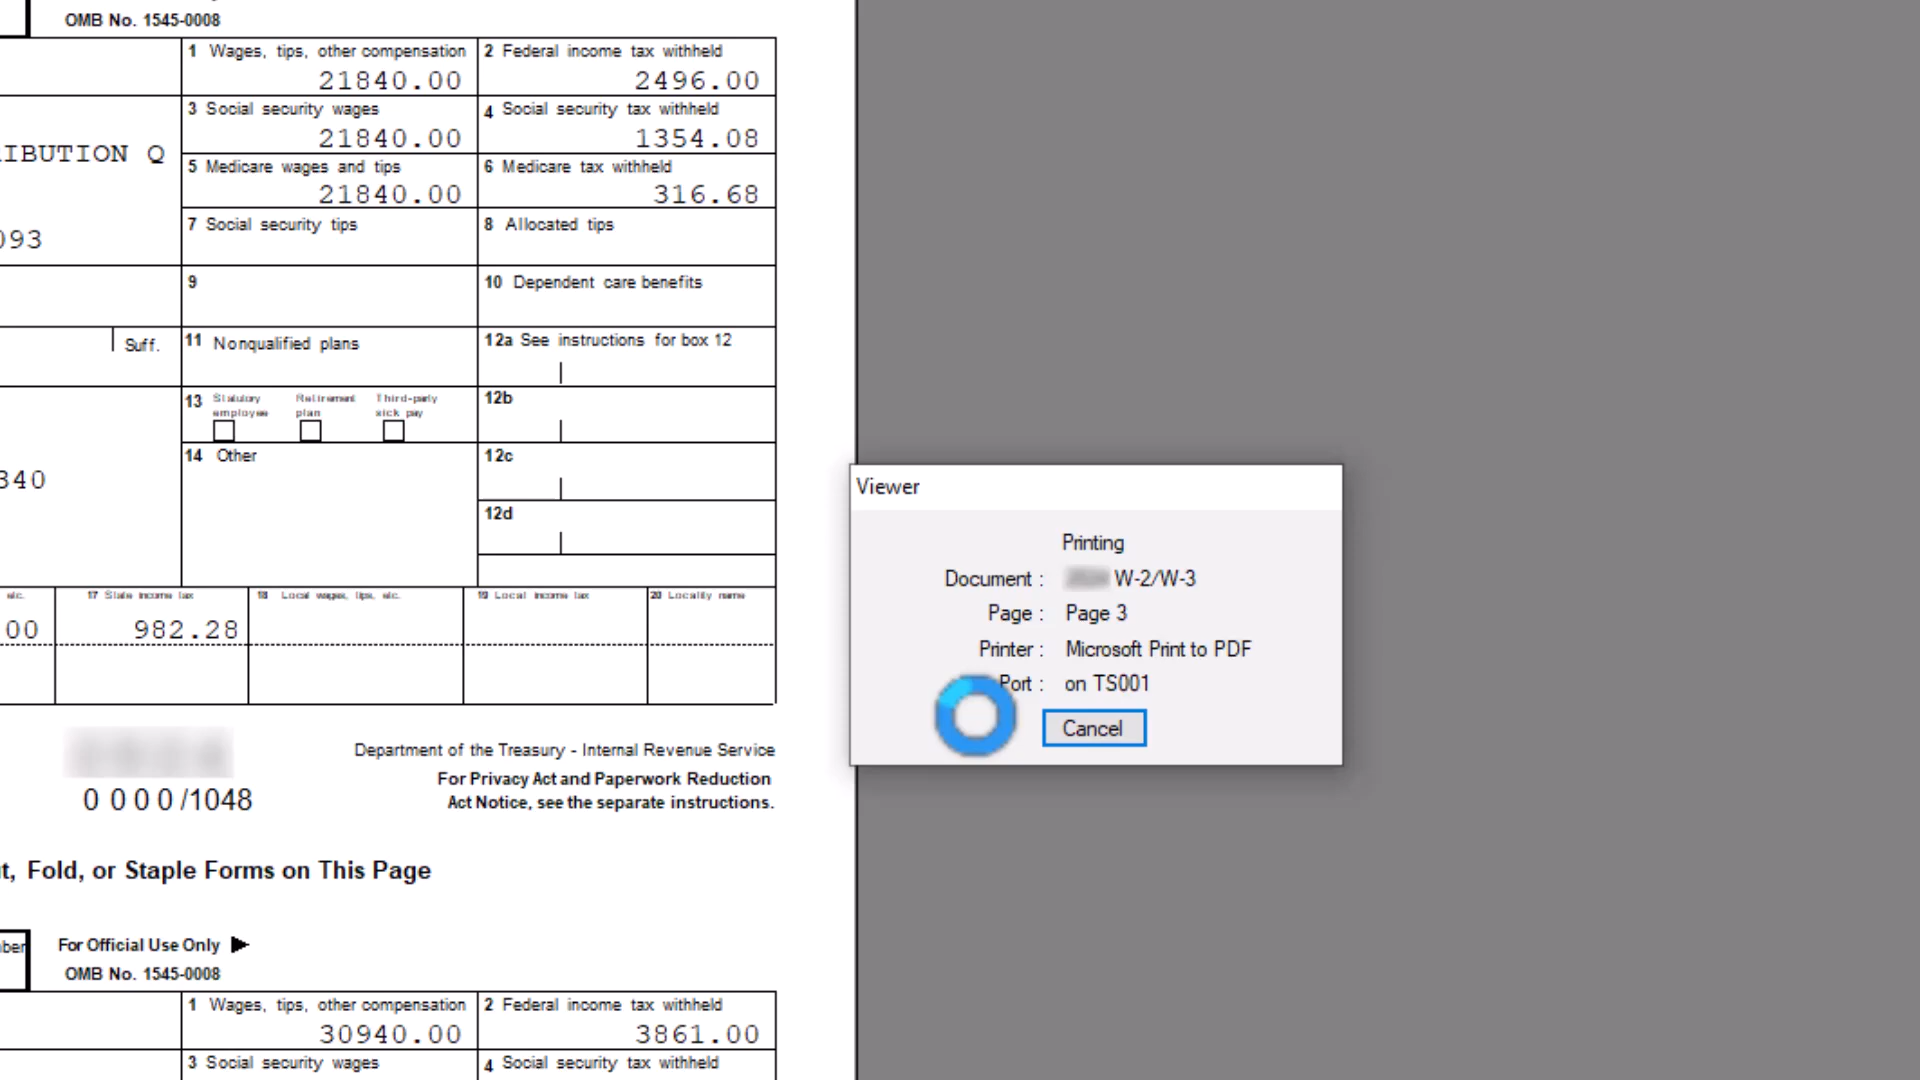 OMB No. 1545-0008
1 Wages, tips, other compensation 2 Federal income tax withheld
21840.00 2496.00
3 Social security wages 4 Social security tax withheld
21840.00 1354.08
IBUTION Q
5 Medicare wages and tips 6 Medicare tax withheld
21840.00 316.68
7 Social security tips 8 Allocated tips
093
9 10 Dependent care benefits
Suff. 11 Nonqualified plans 12a See instructions for box 12
13 Statutory employee Retirement plan Third-party sick pay 12b
14 Other 12c
340
12d
etc. 17 State income tax 18 Local wages, tips, etc. 19 Local income tax 20 Locality name
00 982.28
Department of the Treasury - Internal Revenue Service
For Privacy Act and Paperwork Reduction
0 0 0 0 /1048 Act Notice, see the separate instructions.
t, Fold, or Staple Forms on This Page
ber For Official Use Only
OMB No. 1545-0008
1 Wages, tips, other compensation 2 Federal income tax withheld
30940.00 3861.00
3 Social security wages 4 Social security tax withheld
Viewer
Printing
Document : W-2/W-3
Page : Page 3
Printer : Microsoft Print to PDF
Port : on TS001
Cancel